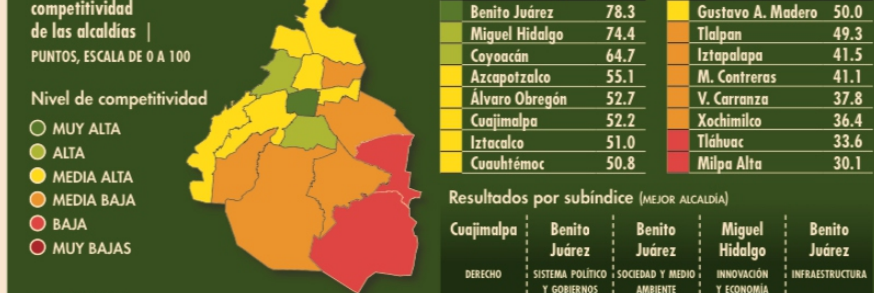 competitividad
de las alcaldías |
PUNTOS, ESCALA DE 0 A 100
Nivel de competitividad
MUY ALTA
ALTA
MEDIA ALTA
MEDIA BAJA
BAJA
MUY BAJAS
Benito Juárez 78.3
Miguel Hidalgo 74.4
Coyoacán 64.7
Azcapotzalco 55.1
Álvaro Obregón 52.7
Cuajimalpa 52.2
Iztacalco 51.0
Cuauhtémoc 50.8
Gustavo A. Madero 50.0
Tlalpan 49.3
Iztapalapa 41.5
M. Contreras 41.1
V. Carranza 37.8
Xochimilco 36.4
Tláhuac 33.6
Milpa Alta 30.1
Resultados por subíndice (MEJOR ALCALDÍA)
Cuajimalpa
DERECHO
Benito
Juárez
SISTEMA POLÍTICO
Y GOBIERNOS
Benito
Juárez
SOCIEDAD Y MEDIO
AMBIENTE
Miguel
Hidalgo
INNOVACIÓN
Y ECONOMÍA
Benito
Juárez
INFRAESTRUCTURA